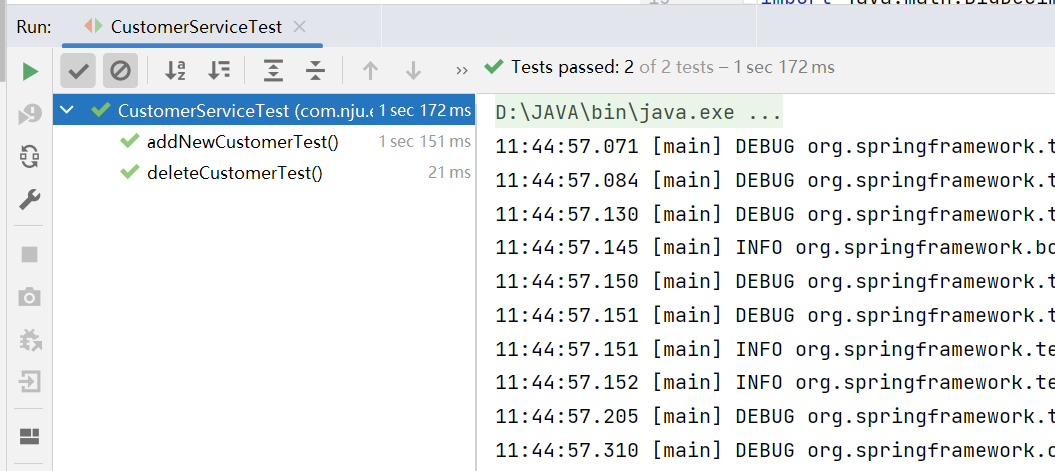 import java.math.BigDecim
Run: CustomerServiceTest
Tests passed: 2 of 2 tests – 1 sec 172 ms
CustomerServiceTest (com.nju.e 1 sec 172 ms
addNewCustomerTest() 1 sec 151 ms
deleteCustomerTest() 21 ms
D:\JAVA\bin\java.exe ...
11:44:57.071 [main] DEBUG org.springframework.t
11:44:57.084 [main] DEBUG org.springframework.t
11:44:57.130 [main] DEBUG org.springframework.t
11:44:57.145 [main] INFO org.springframework.bo
11:44:57.150 [main] DEBUG org.springframework.t
11:44:57.151 [main] DEBUG org.springframework.t
11:44:57.151 [main] INFO org.springframework.te
11:44:57.152 [main] INFO org.springframework.te
11:44:57.205 [main] DEBUG org.springframework.t
11:44:57.310 [main] DEBUG org.springframework.c